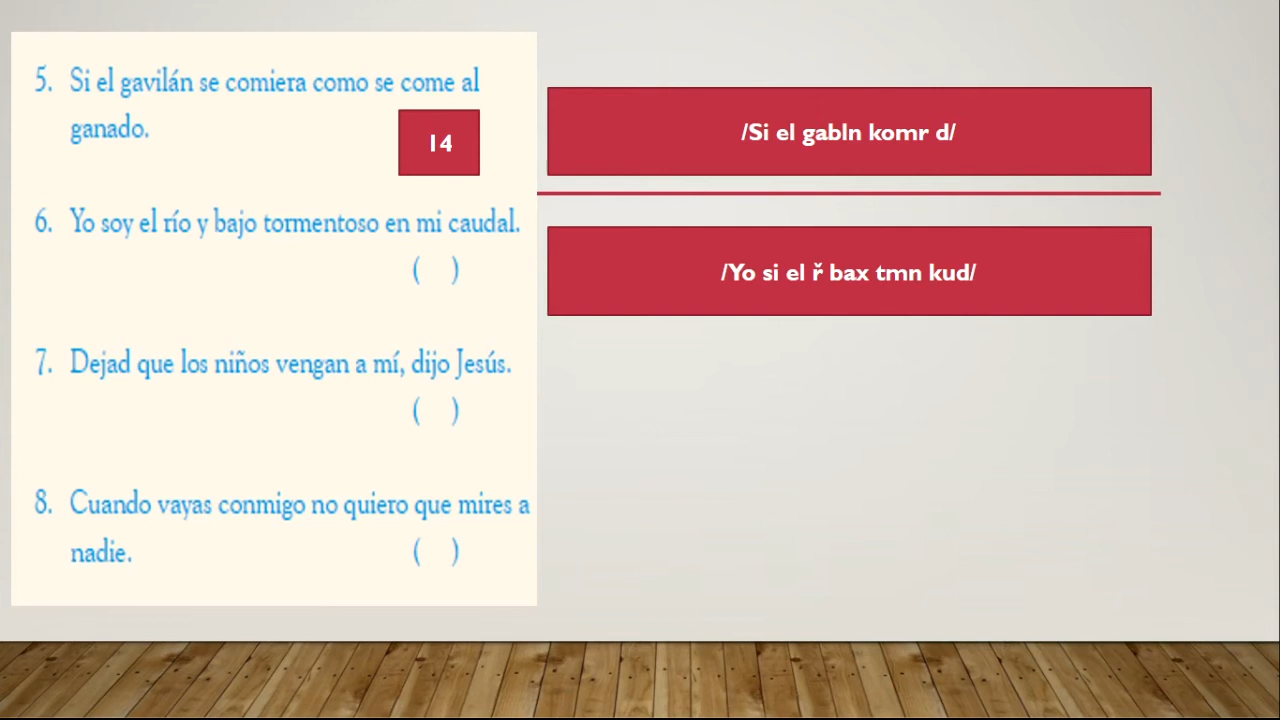 5. Si el gavilán se comiera como se come al
ganado.
14
/Si el gabln komr d/
6. Yo soy el río y bajo tormentoso en mi caudal.
( )
/Yo si el ř bax tmn kud/
7. Dejad que los niños vengan a mí, dijo Jesús.
( )
8. Cuando vayas conmigo no quiero que mires a
nadie. ( )